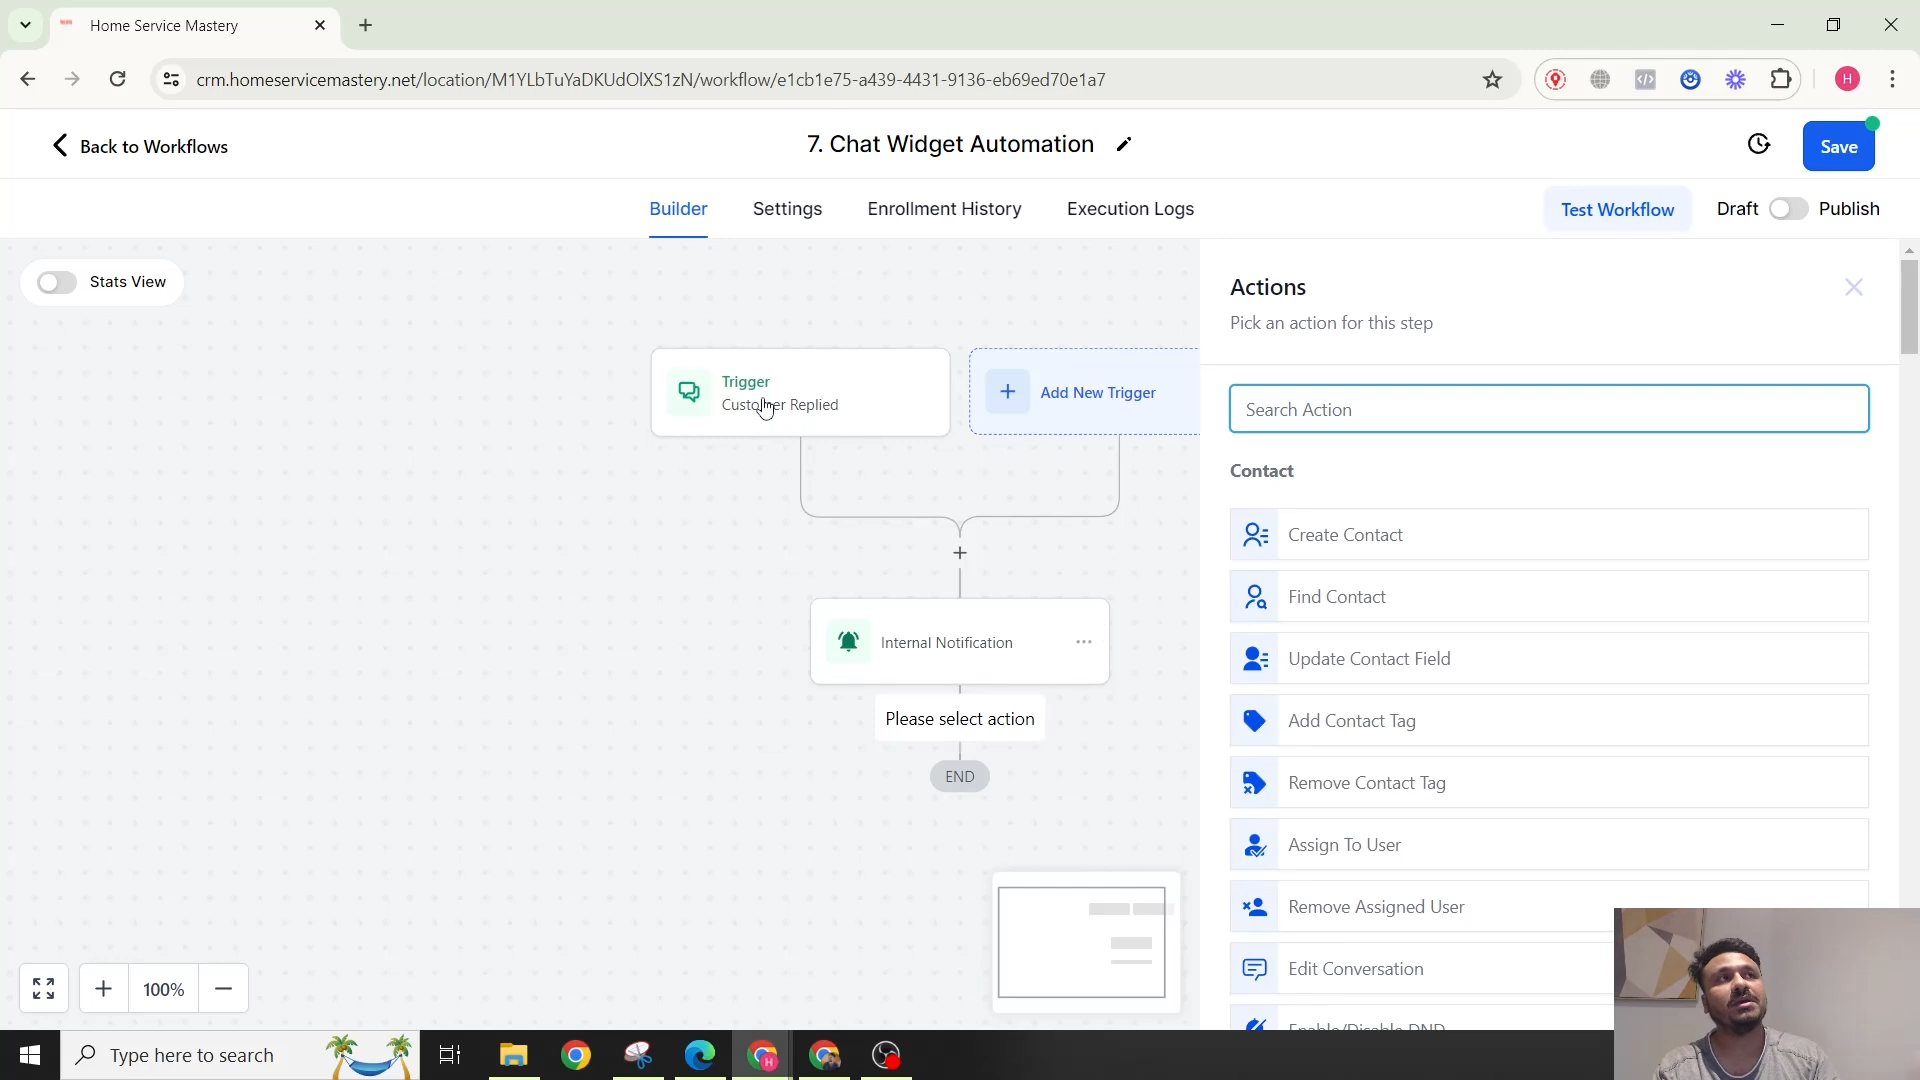 Home Service Mastery
crm.homeservicemastery.net/location/M1YLbTuYaDKUdOlXS1zN/workflow/e1cb1e75-a439-4431-9136-eb69ed70e1a7
H
Back to Workflows
7. Chat Widget Automation
Save
Builder
Settings
Enrollment History
Execution Logs
Test Workflow
Draft
Publish
Stats View
Trigger
Customer Replied
Add New Trigger
Internal Notification
Please select action
END
100%
Actions
Pick an action for this step
Search Action
Contact
Create Contact
Find Contact
Update Contact Field
Add Contact Tag
Remove Contact Tag
Assign To User
Remove Assigned User
Edit Conversation
Enable/Disable DND
Type here to search